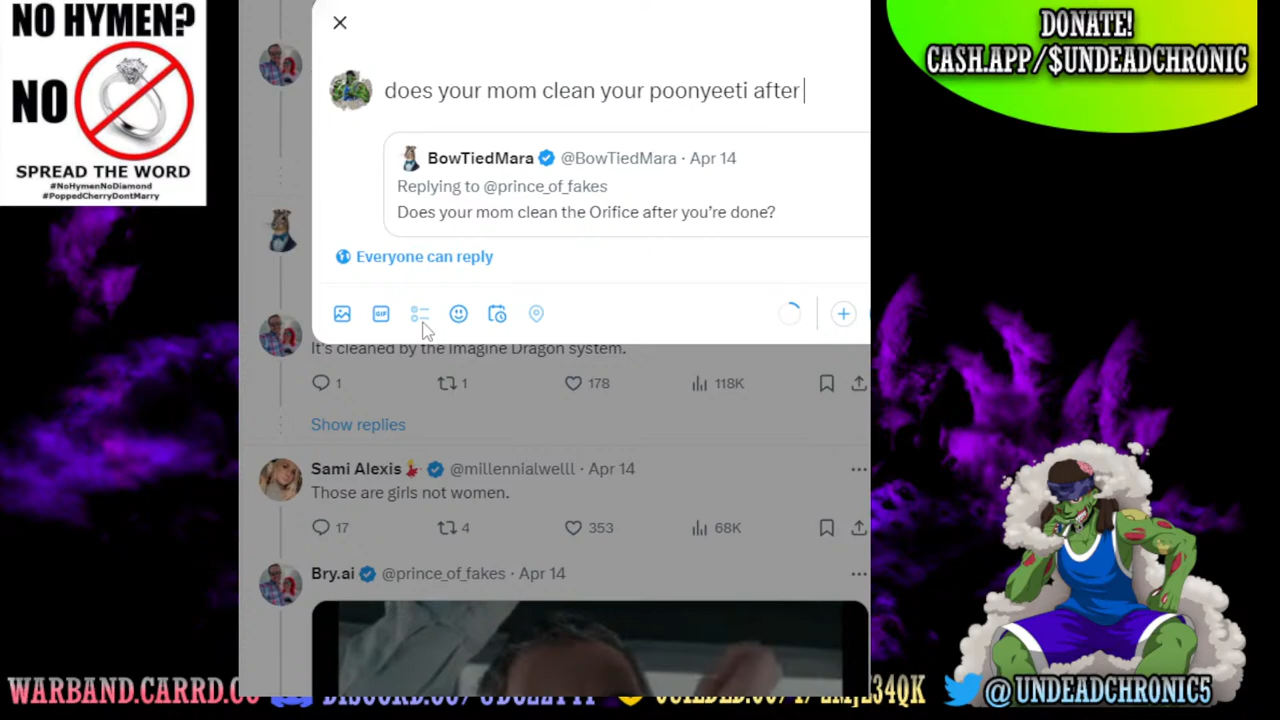 NO HYMEN?
NO
SPREAD THE WORD
#NoHymenNoDiamond
#PoppedCherryDontMarry
DONATE!
CASH.APP/$UNDEADCHRONIC
does your mom clean your poonyeeti after
BowTiedMara @BowTiedMara · Apr 14
Replying to @prince_of_fakes
Does your mom clean the Orifice after you’re done?
Everyone can reply
GIF
It's cleaned by the Imagine Dragon system.
1 1 178 118K
Show replies
Sami Alexis @millennialwelll · Apr 14
Those are girls not women.
17 4 353 68K
Bry.ai @prince_of_fakes · Apr 14
WARBAND.CARRD.CO
@UNDEADCHRONIC5